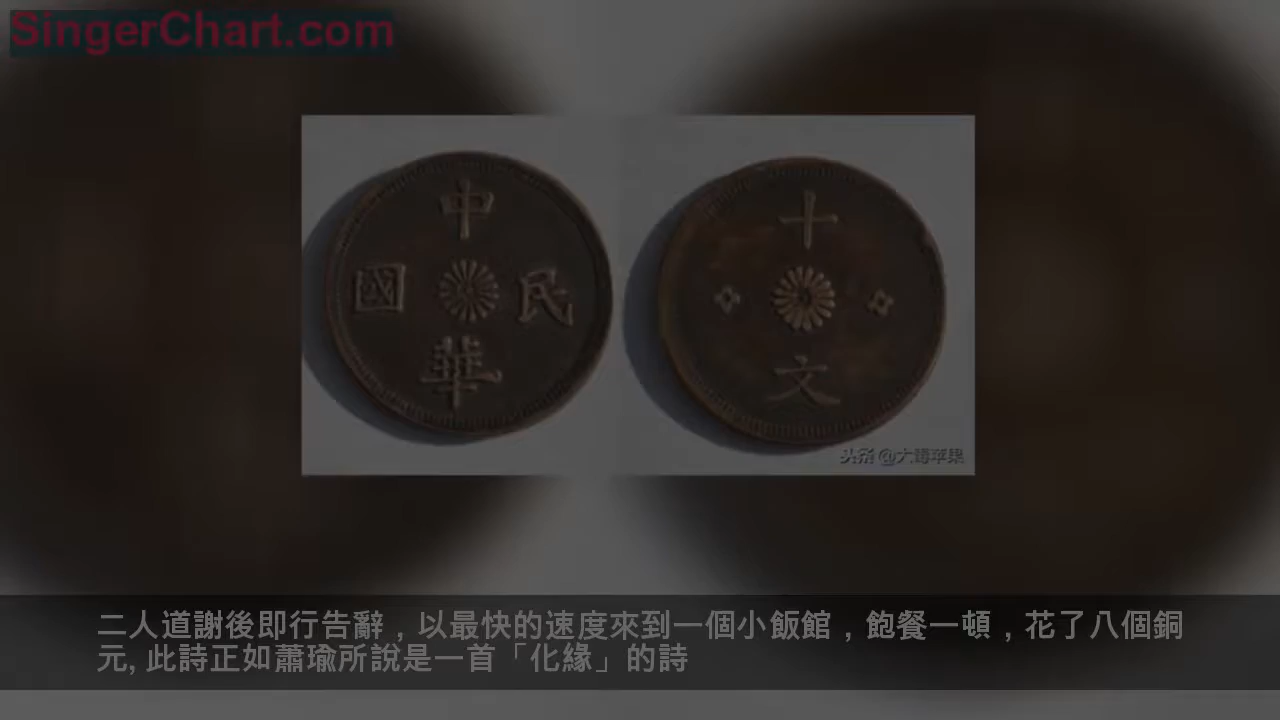 SingerChart.com
中
國 民
華
十
文
头条 @大毒苹果
二人道謝後即行告辭，以最快的速度來到一個小飯館，飽餐一頓，花了八個銅
元, 此詩正如蕭瑜所說是一首「化緣」的詩